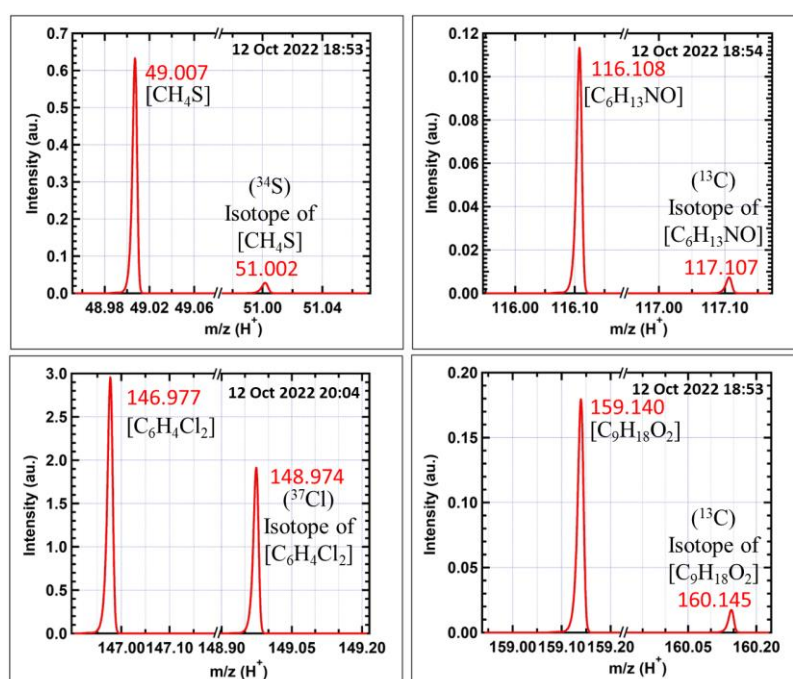 12 Oct 2022 18:53
0.7
0.6
0.5
0.4
0.3
0.2
0.1
0.0
Intensity (au.)
49.007
[CH₄S]
(³⁴S)
Isotope of
[CH₄S]
51.002
48.98 49.02 49.06 51.00 51.04
m/z (H⁺)
12 Oct 2022 18:54
0.12
0.10
0.08
0.06
0.04
0.02
0.00
Intensity (au.)
116.108
[C₆H₁₃NO]
(¹³C)
Isotope of
[C₆H₁₃NO]
117.107
116.00 116.10 117.00 117.10
m/z (H⁺)
12 Oct 2022 20:04
3.0
2.5
2.0
1.5
1.0
0.5
0.0
Intensity (au.)
146.977
[C₆H₄Cl₂]
148.974
(³⁷Cl)
Isotope of
[C₆H₄Cl₂]
147.00 147.10 148.90 149.05 149.20
m/z (H⁺)
12 Oct 2022 18:53
0.20
0.15
0.10
0.05
0.00
Intensity (au.)
159.140
[C₉H₁₈O₂]
(¹³C)
Isotope of
[C₉H₁₈O₂]
160.145
159.00 159.10 159.20 160.05 160.20
m/z (H⁺)